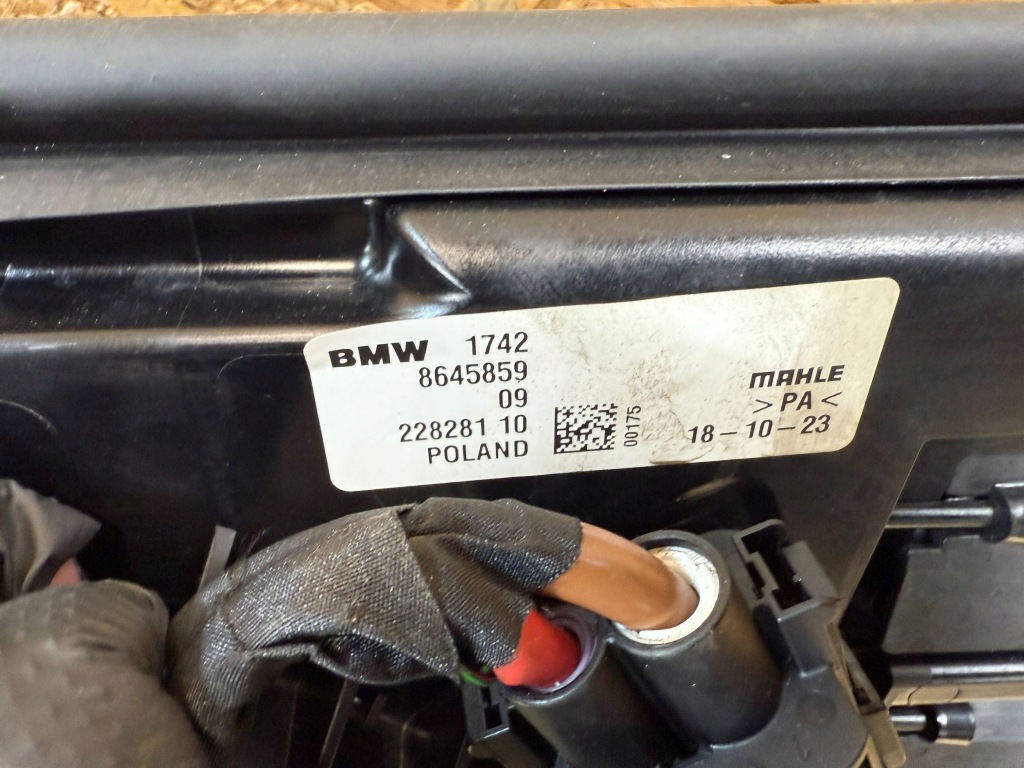 BMW 1742
8645859
09
228281 10
POLAND
00175
MAHLE
>PA<
18-10-23